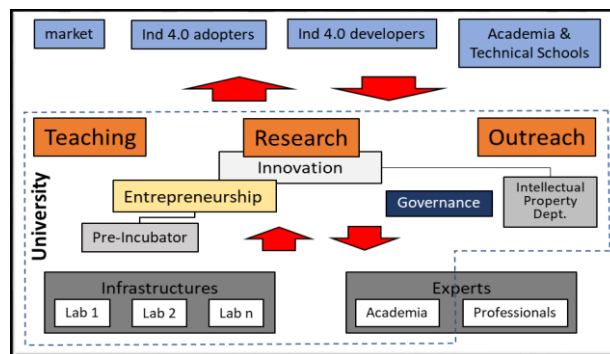 market
Ind 4.0 adopters
Ind 4.0 developers
Academia &
Technical Schools
Teaching
Research
Outreach
Innovation
Entrepreneurship
Pre-Incubator
Governance
Intellectual
Property
Dept.
University
Infrastructures
Lab 1
Lab 2
Lab n
Experts
Academia
Professionals